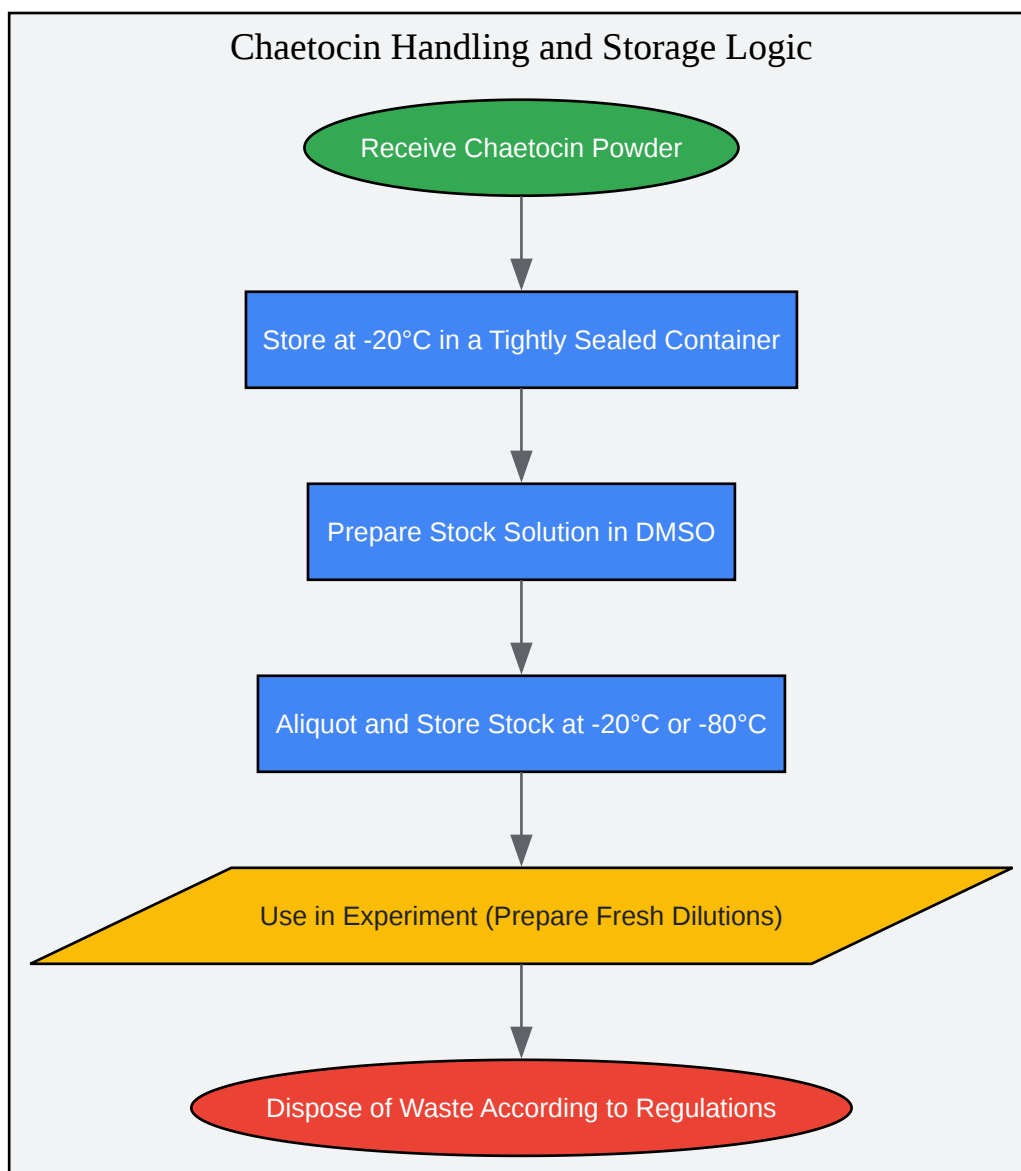 Chaetocin Handling and Storage Logic
Receive Chaetocin Powder
Store at -20°C in a Tightly Sealed Container
Prepare Stock Solution in DMSO
Aliquot and Store Stock at -20°C or -80°C
Use in Experiment (Prepare Fresh Dilutions)
Dispose of Waste According to Regulations